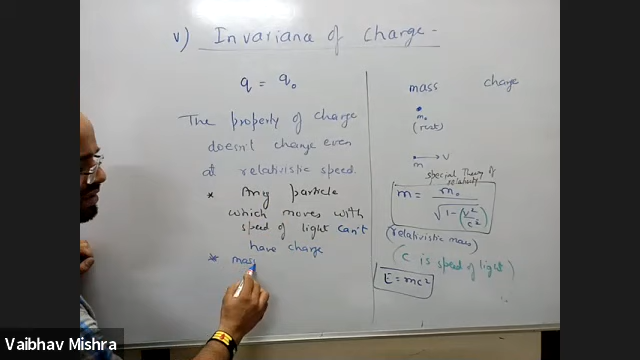 v) Invariana of charge -
q = q₀
The property of charge
doesn't change even
at relativistic speed.
* Any particle
which moves with
speed of light can't
have charge
* mass
mass charge
m₀
(rest)
m → v
special Theory of
relativity
m = m₀ / √(1 - (v²/c²))
(relativistic mass)
(c is speed of light)
E = mc²
Vaibhav Mishra